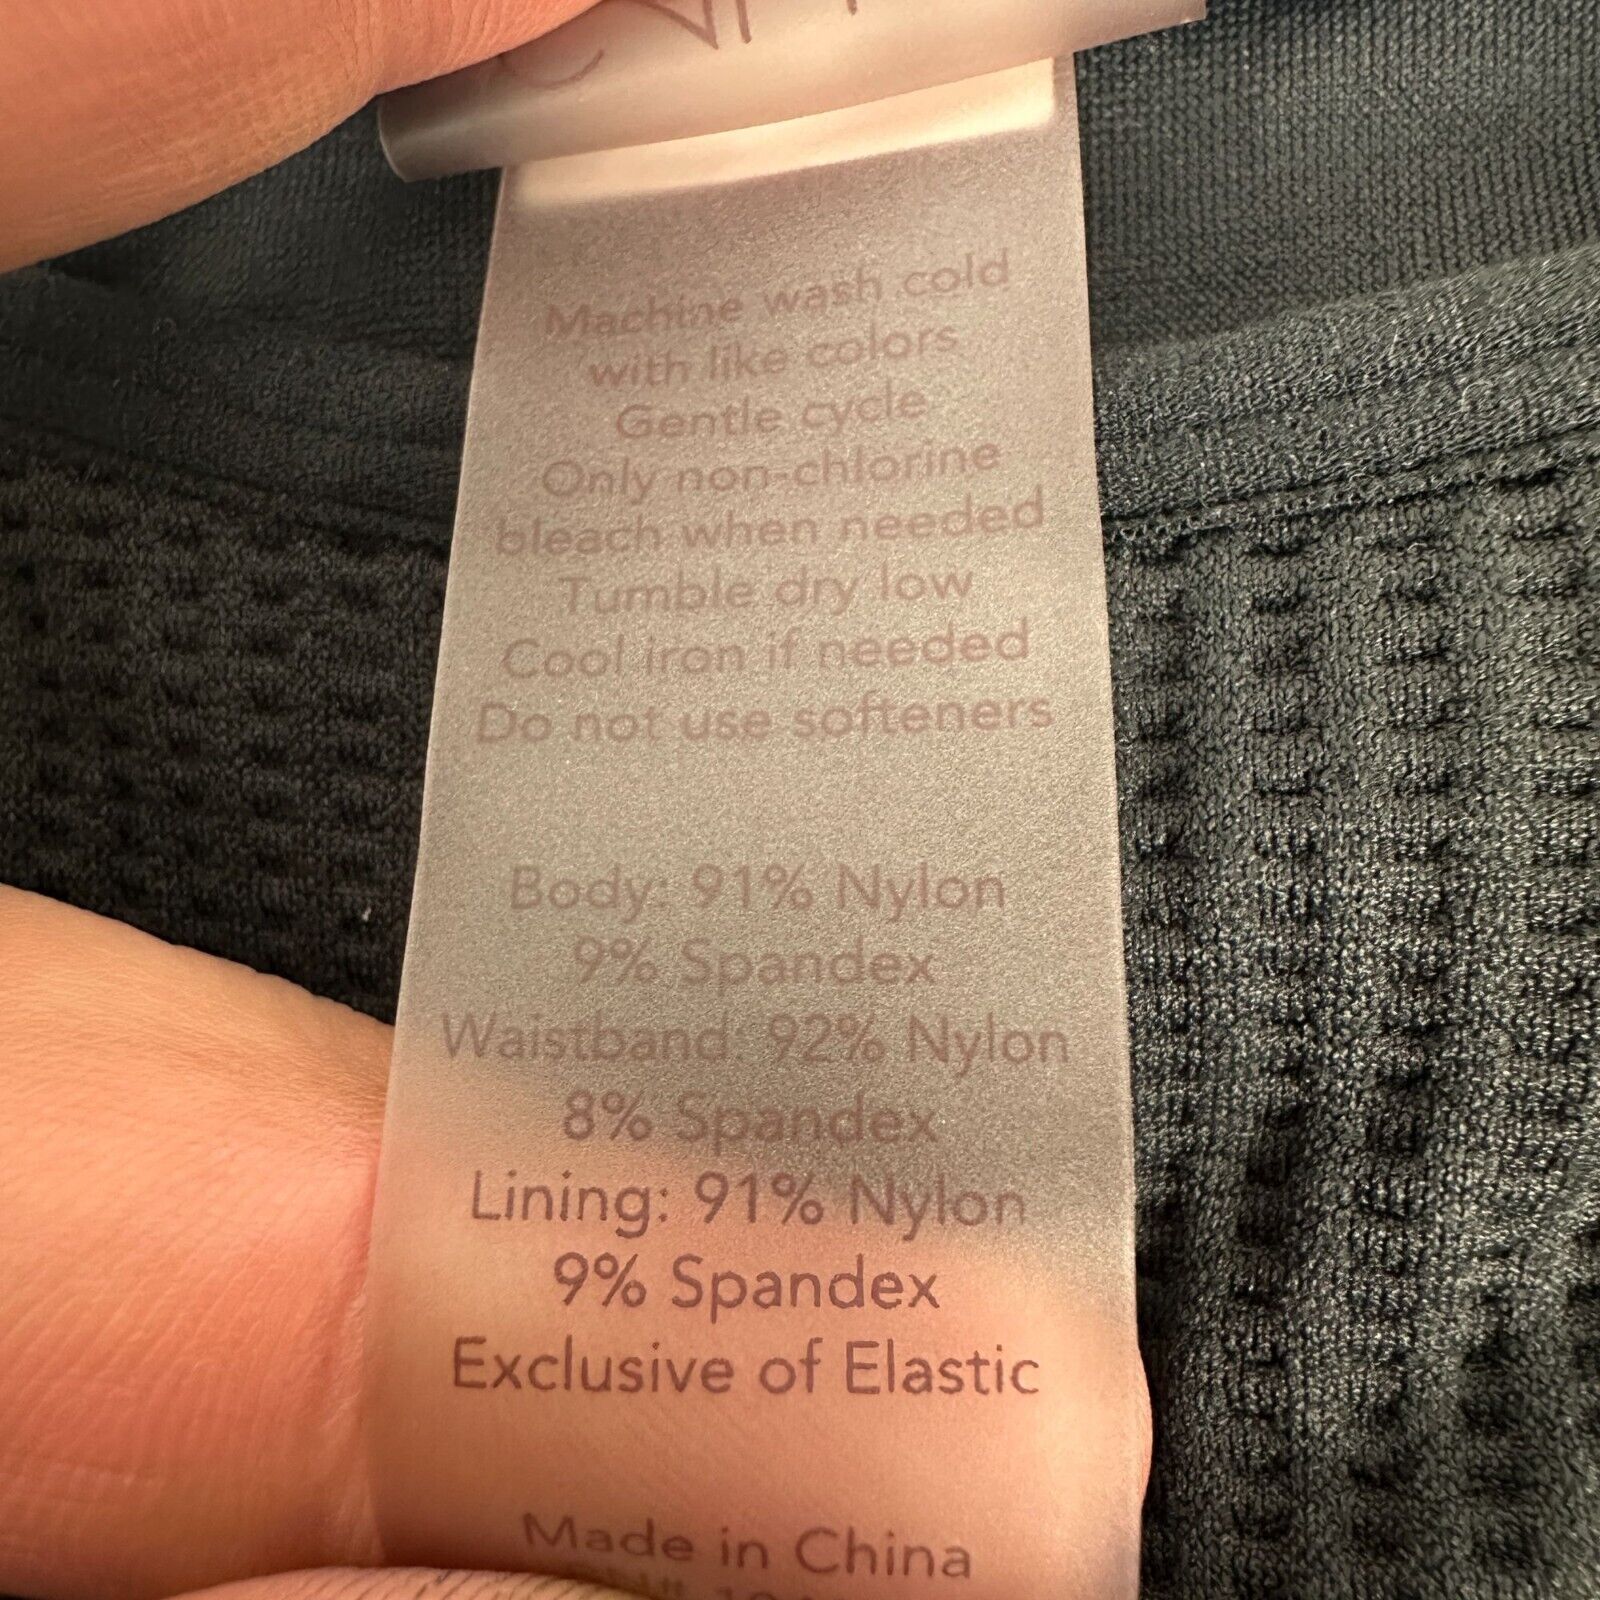 Machine wash cold
with like colors
Gentle cycle
Only non-chlorine
bleach when needed
Tumble dry low
Cool iron if needed
Do not use softeners
Body: 91% Nylon
9% Spandex
Waistband: 92% Nylon
8% Spandex
Lining: 91% Nylon
9% Spandex
Exclusive of Elastic
Made in China